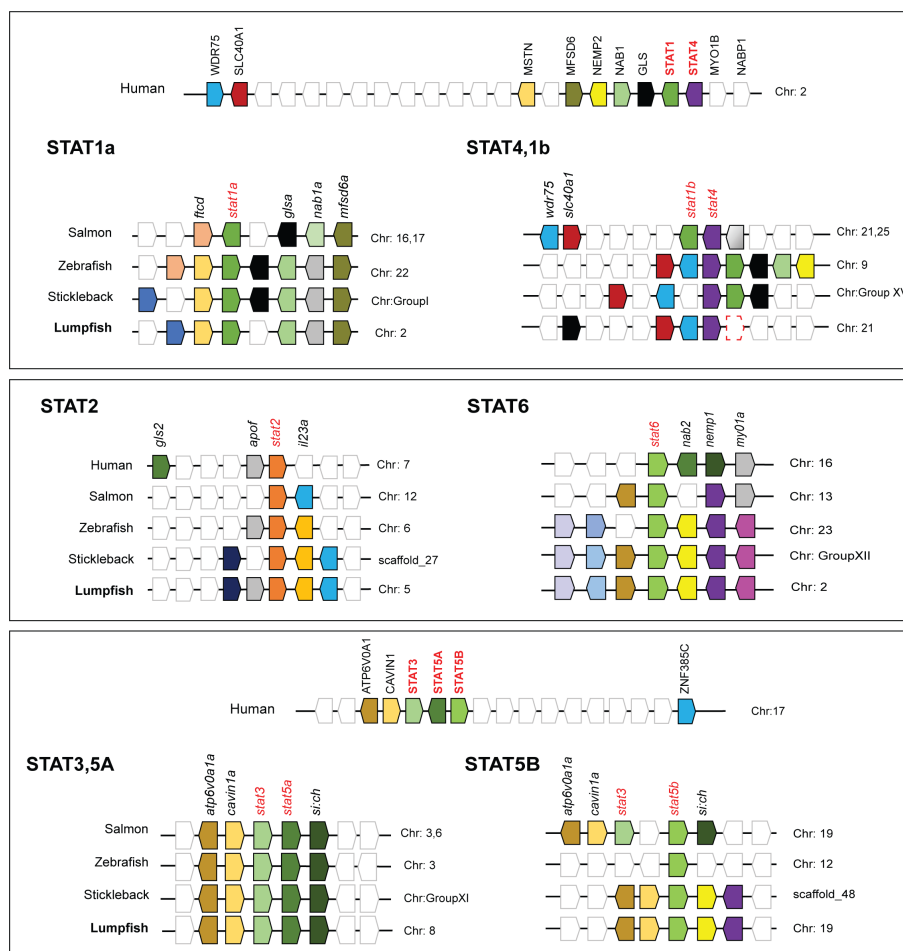 WDR75 SLC40A1 MSTN MFSD6 NEMP2 NAB1 GLS STAT1 STAT4 MYO1B NABP1
Human Chr: 2
STAT1a STAT4,1b
ftcd stat1a glsa nab1a mfsd6a wdr75 slc40a1 stat1b stat4
Salmon Chr: 16,17 Chr: 21,25
Zebrafish Chr: 22 Chr: 9
Stickleback Chr:GroupI Chr:Group XV
Lumpfish Chr: 2 Chr: 21
STAT2 STAT6
gls2 apof stat2 il23a stat6 nab2 nemp1 my01a
Human Chr: 7 Chr: 16
Salmon Chr: 12 Chr: 13
Zebrafish Chr: 6 Chr: 23
Stickleback scaffold_27 Chr: GroupXII
Lumpfish Chr: 5 Chr: 2
ATP6V0A1 CAVIN1 STAT3 STAT5A STAT5B ZNF385C
Human Chr:17
STAT3,5A STAT5B
atp6v0a1a cavin1a stat3 stat5a si:ch atp6v0a1a cavin1a stat3 stat5b si:ch
Salmon Chr: 3,6 Chr: 19
Zebrafish Chr: 3 Chr: 12
Stickleback Chr:GroupXI scaffold_48
Lumpfish Chr: 8 Chr: 19